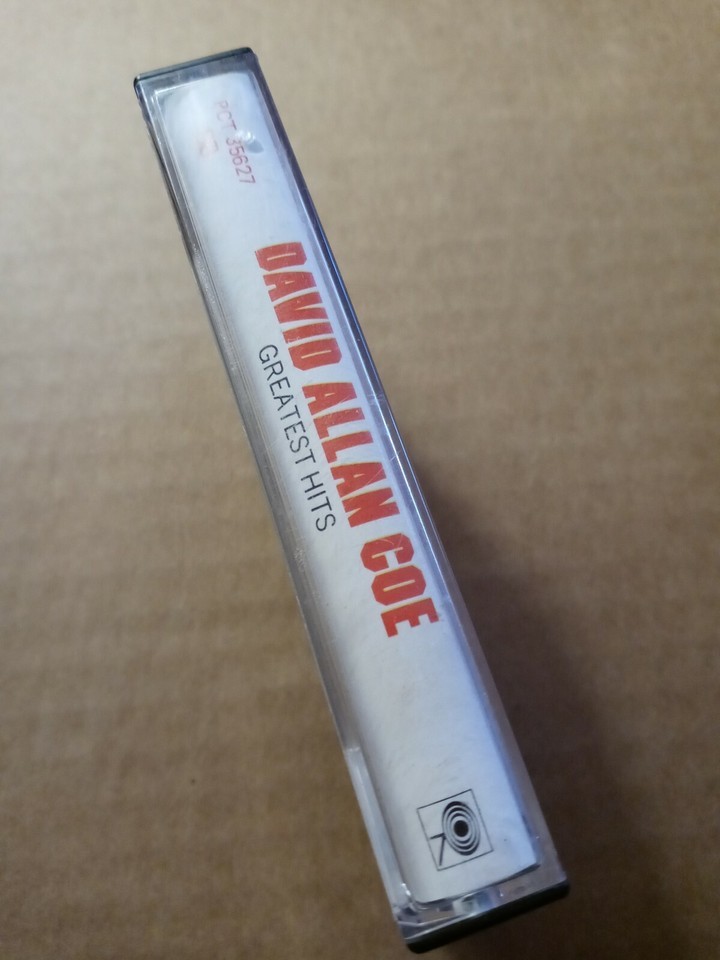 PCT 35627
DAVID ALLAN COE
GREATEST HITS